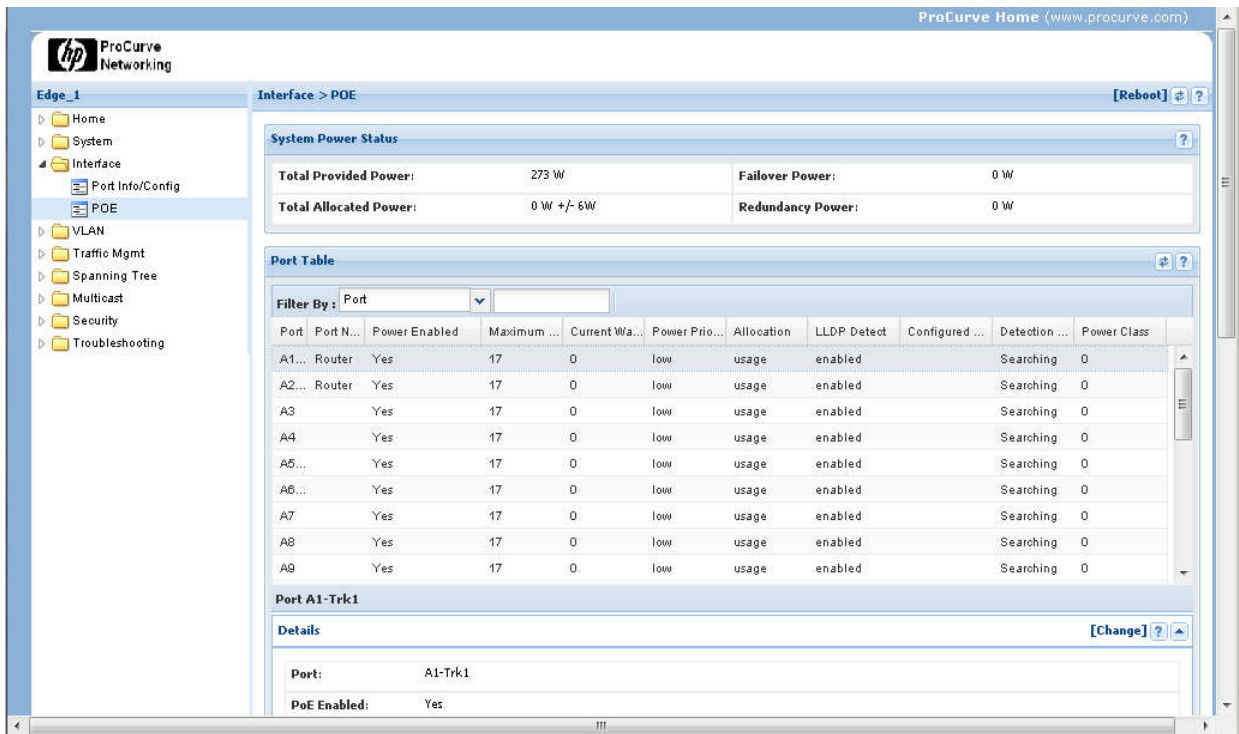 ProCurve Home (www.procurve.com)
hp ProCurve
Networking
Edge_1
Home
System
Interface
Port Info/Config
POE
VLAN
Traffic Mgmt
Spanning Tree
Multicast
Security
Troubleshooting
Interface > POE [Reboot] ?
System Power Status ?
Total Provided Power: 273 W Failover Power: 0 W
Total Allocated Power: 0 W +/- 6W Redundancy Power: 0 W
Port Table ?
Filter By : Port
Port Port N... Power Enabled Maximum ... Current Wa... Power Prio... Allocation LLDP Detect Configured ... Detection ... Power Class
A1... Router Yes 17 0 low usage enabled Searching 0
A2... Router Yes 17 0 low usage enabled Searching 0
A3 Yes 17 0 low usage enabled Searching 0
A4 Yes 17 0 low usage enabled Searching 0
A5... Yes 17 0 low usage enabled Searching 0
A6... Yes 17 0 low usage enabled Searching 0
A7 Yes 17 0 low usage enabled Searching 0
A8 Yes 17 0 low usage enabled Searching 0
A9 Yes 17 0 low usage enabled Searching 0
Port A1-Trk1
Details [Change] ?
Port: A1-Trk1
PoE Enabled: Yes